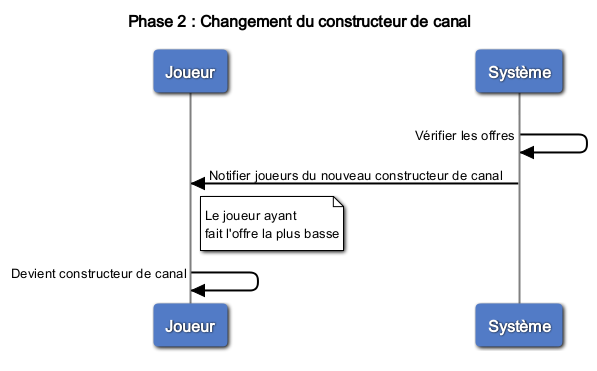 Phase 2 : Changement du constructeur de canal
Joueur
Système
Vérifier les offres
Notifier joueurs du nouveau constructeur de canal
Le joueur ayant
fait l'offre la plus basse
Devient constructeur de canal
Joueur
Système